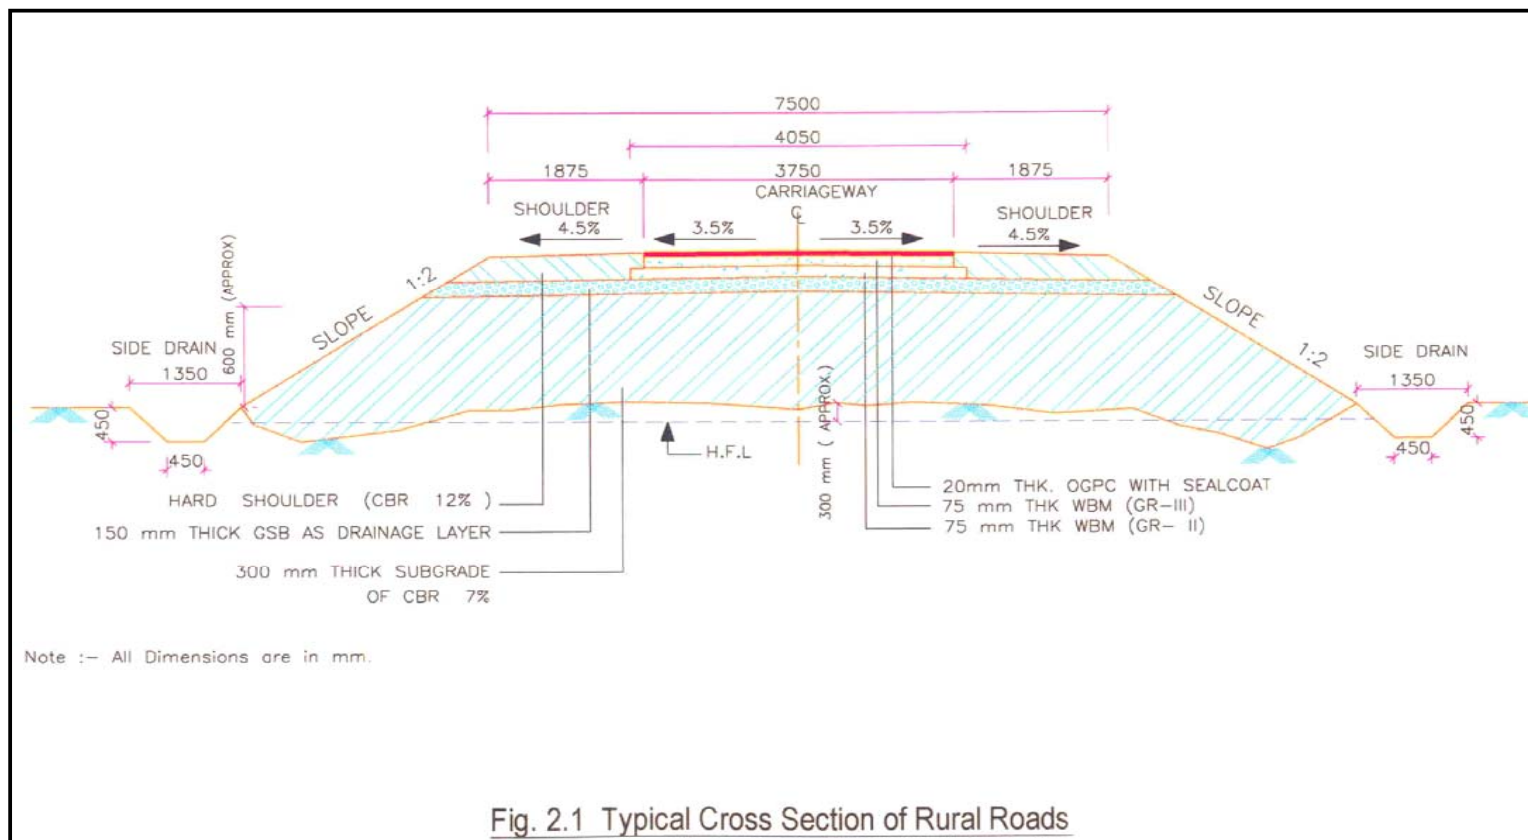 7500
4050
1875
3750
1875
CARRIAGEWAY
SHOULDER
4.5%
3.5%
℄
3.5%
SHOULDER
4.5%
600 mm (APPROX)
SLOPE 1:2
SLOPE 1:2
SIDE DRAIN
1350
SIDE DRAIN
1350
450
450
450
450
300 mm ( APPROX.)
H.F.L
HARD SHOULDER (CBR 12% )
150 mm THICK GSB AS DRAINAGE LAYER
300 mm THICK SUBGRADE
OF CBR 7%
20mm THK. OGPC WITH SEALCOAT
75 mm THK WBM (GR-III)
75 mm THK WBM (GR- II)
Note :- All Dimensions are in mm.
Fig. 2.1 Typical Cross Section of Rural Roads